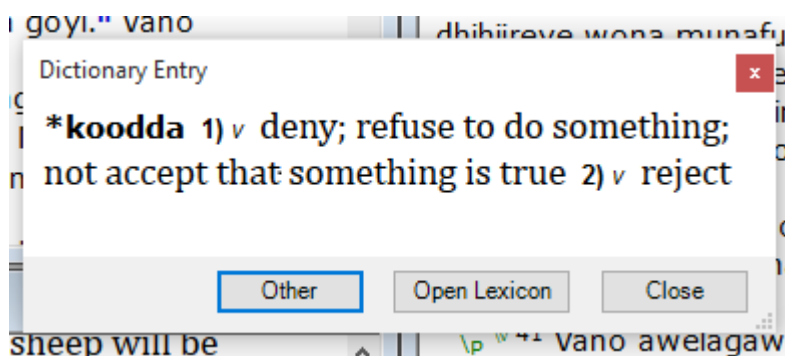 goyi." Vano
dhihiireye wona munafu
Dictionary Entry
*koodda 1) v deny; refuse to do something;
not accept that something is true 2) v reject
Other Open Lexicon Close
sheep will be
\p \v 41 Vano awelagaw